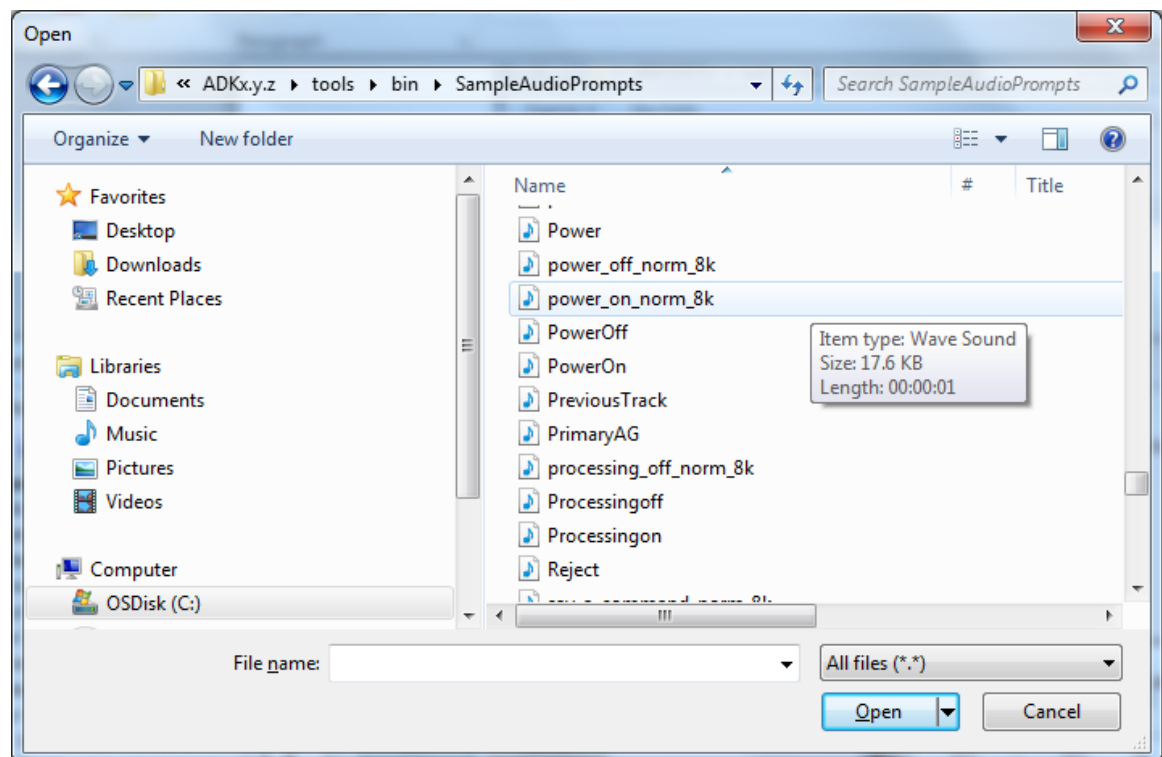 Open
« ADKx.y.z ▸ tools ▸ bin ▸ SampleAudioPrompts
Search SampleAudioPrompts
Organize
New folder
Favorites
Desktop
Downloads
Recent Places
Libraries
Documents
Music
Pictures
Videos
Computer
OSDisk (C:)
Name # Title
Power
power_off_norm_8k
power_on_norm_8k
PowerOff
PowerOn
PreviousTrack
PrimaryAG
processing_off_norm_8k
Processingoff
Processingon
Reject
Item type: Wave Sound
Size: 17.6 KB
Length: 00:00:01
File name:
All files (*.*)
Open
Cancel